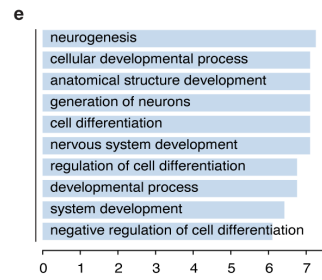 e
neurogenesis
cellular developmental process
anatomical structure development
generation of neurons
cell differentiation
nervous system development
regulation of cell differentiation
developmental process
system development
negative regulation of cell differentiation
0 1 2 3 4 5 6 7